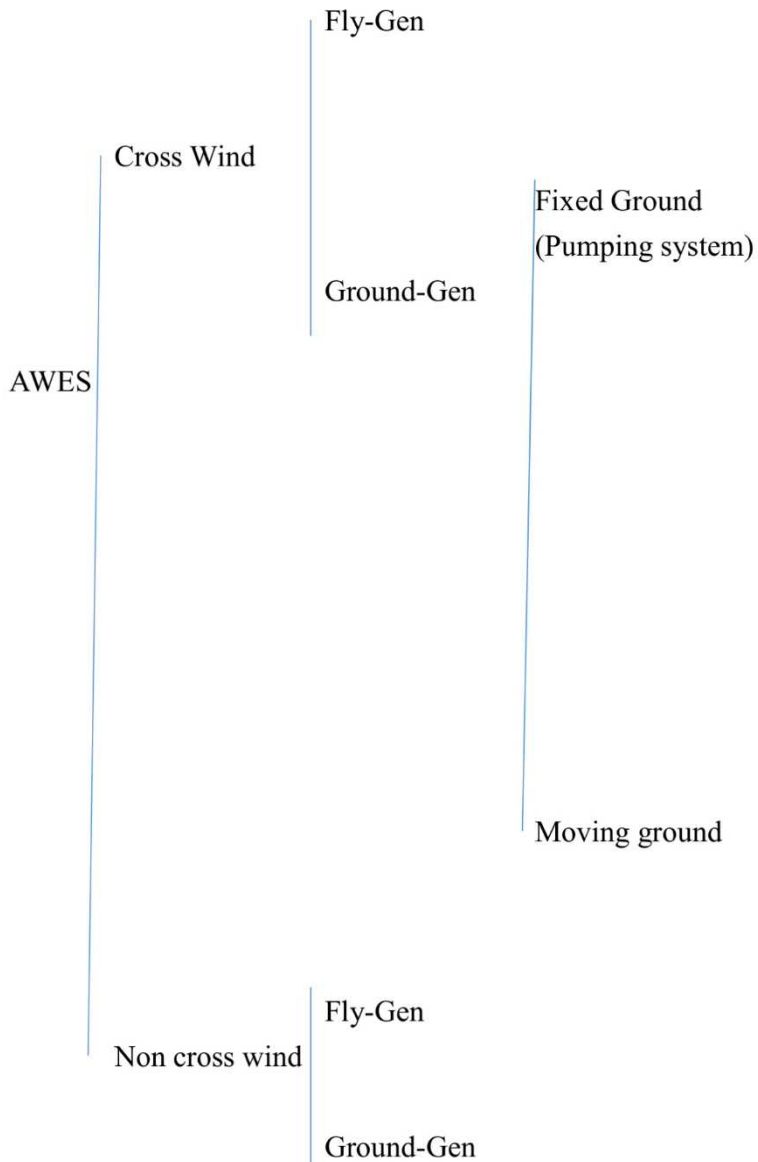 Fly-Gen
Cross Wind
Fixed Ground
(Pumping system)
Ground-Gen
AWES
Moving ground
Fly-Gen
Non cross wind
Ground-Gen